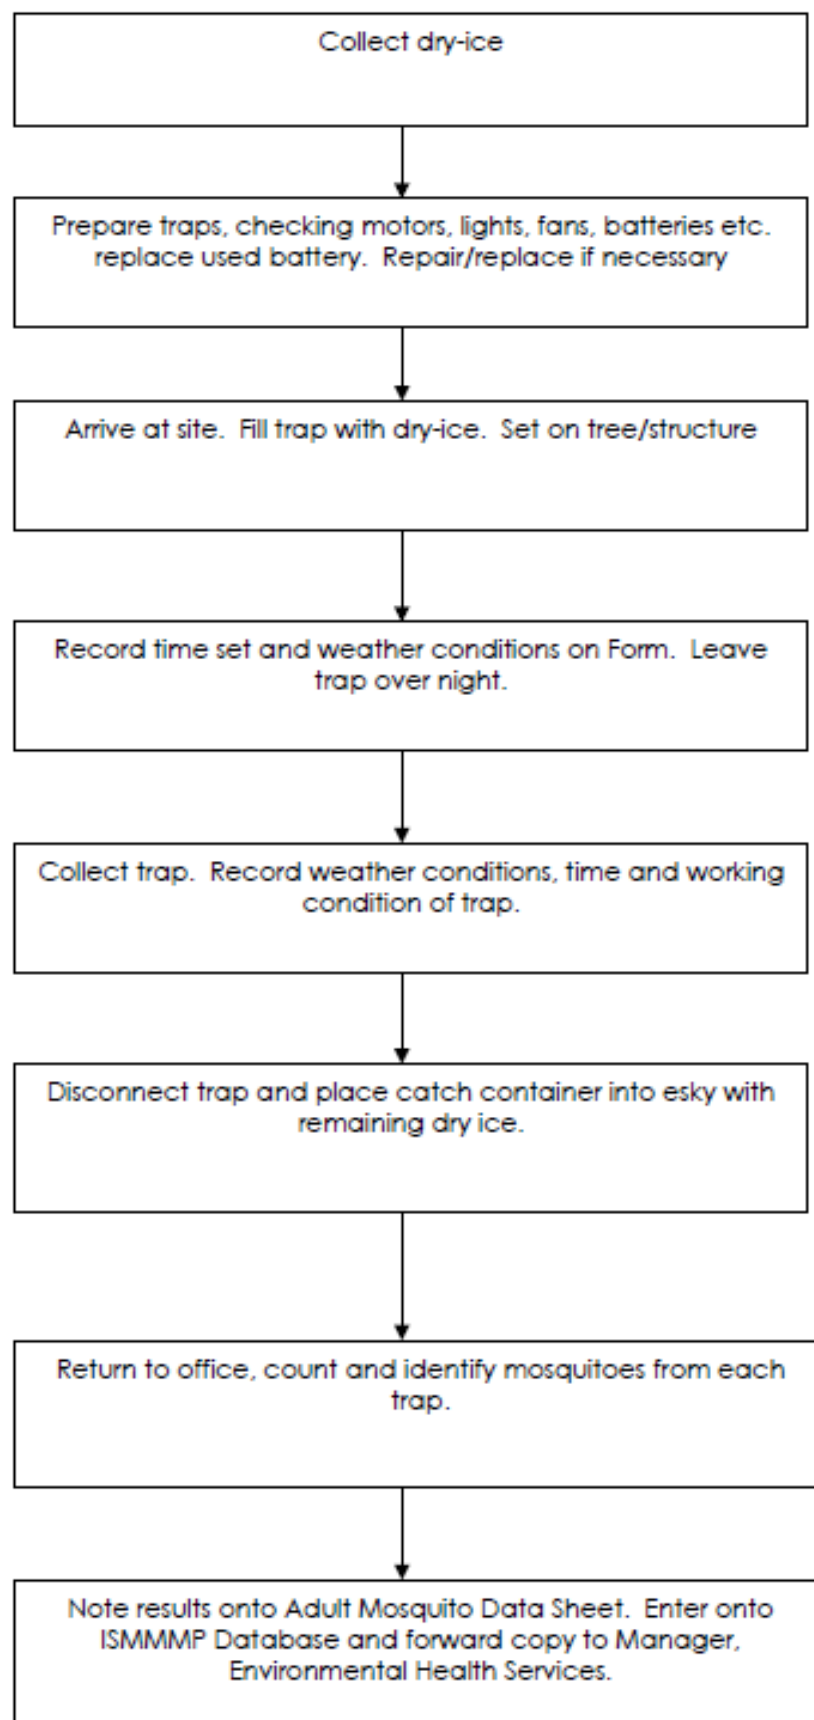 Collect dry-ice
Prepare traps, checking motors, lights, fans, batteries etc.
replace used battery.  Repair/replace if necessary
Arrive at site.  Fill trap with dry-ice.  Set on tree/structure
Record time set and weather conditions on Form.  Leave
trap over night.
Collect trap.  Record weather conditions, time and working
condition of trap.
Disconnect trap and place catch container into esky with
remaining dry ice.
Return to office, count and identify mosquitoes from each
trap.
Note results onto Adult Mosquito Data Sheet.  Enter onto
ISMMMP Database and forward copy to Manager,
Environmental Health Services.